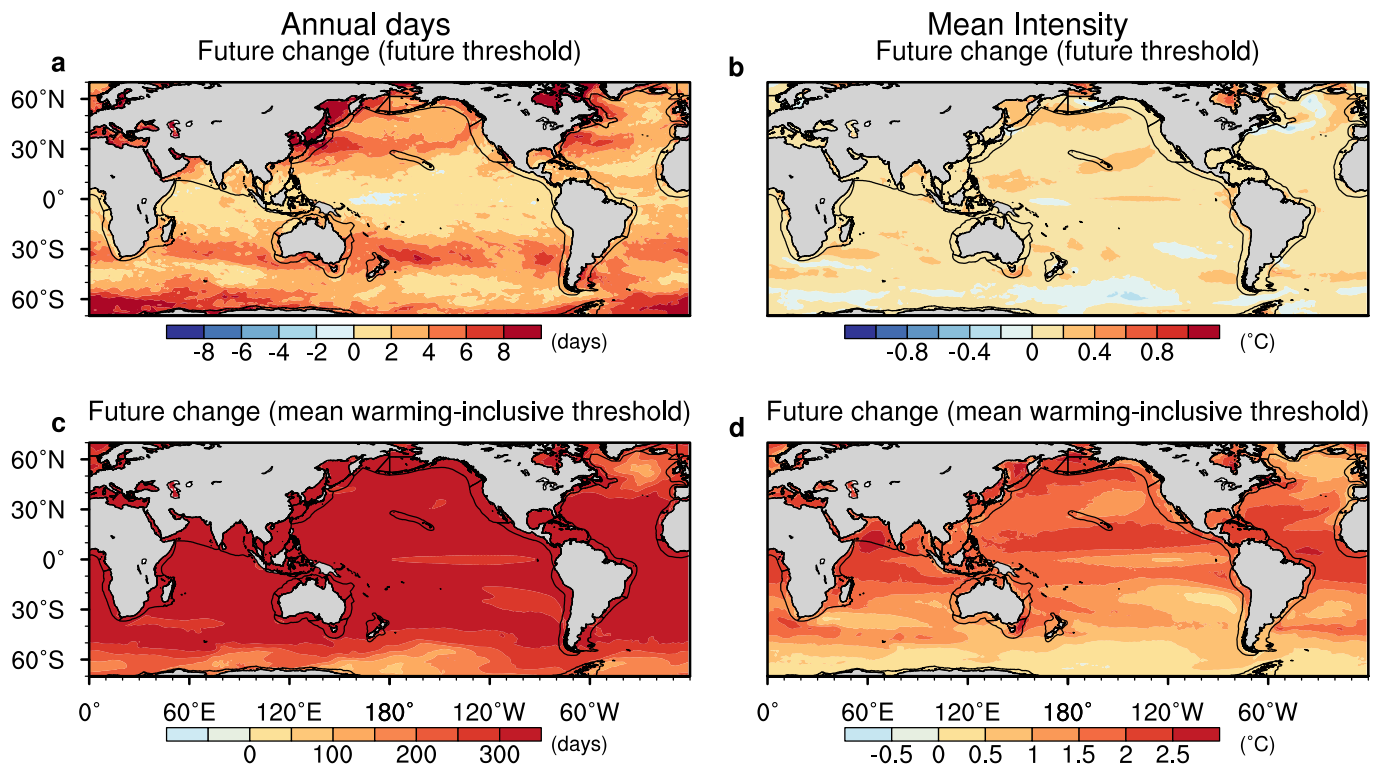 Annual days
Mean Intensity
a
Future change (future threshold)
b
Future change (future threshold)
60˚N
30˚N
0˚
30˚S
60˚S
-8 -6 -4 -2 0 2 4 6 8 (days)
-0.8 -0.4 0 0.4 0.8 (˚C)
c
Future change (mean warming-inclusive threshold)
d
Future change (mean warming-inclusive threshold)
60˚N
30˚N
0˚
30˚S
60˚S
0˚ 60˚E 120˚E 180˚ 120˚W 60˚W
0˚ 60˚E 120˚E 180˚ 120˚W 60˚W
0 100 200 300 (days)
-0.5 0 0.5 1 1.5 2 2.5 (˚C)